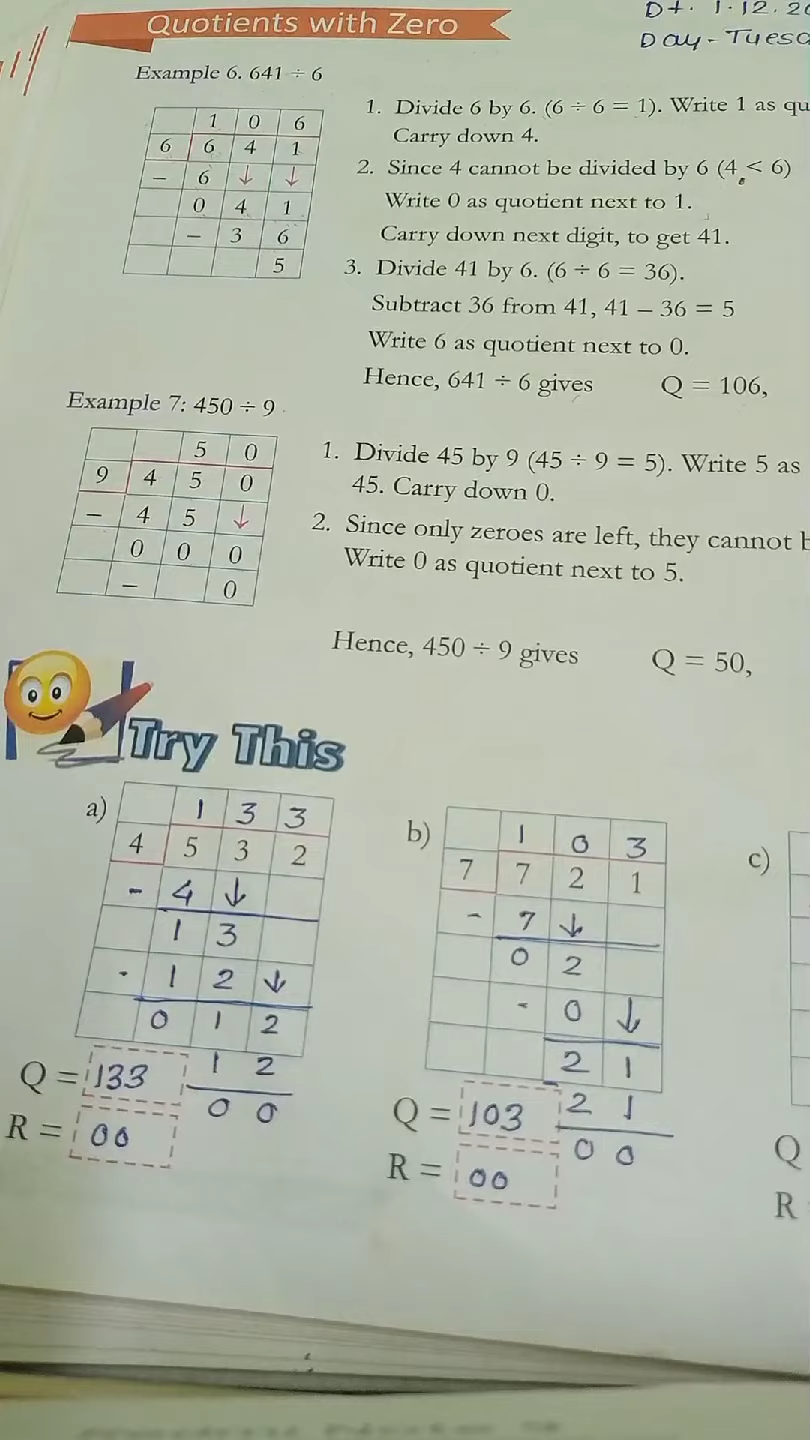 Quotients with Zero
Dt. 1.12.20
Day - Tuesd
Example 6. 641 ÷ 6
1 0 6
6 6 4 1
– 6 ↓ ↓
0 4 1
– 3 6
5
1. Divide 6 by 6. (6 ÷ 6 = 1). Write 1 as qu
Carry down 4.
2. Since 4 cannot be divided by 6 (4 < 6)
Write 0 as quotient next to 1.
Carry down next digit, to get 41.
3. Divide 41 by 6. (6 ÷ 6 = 36).
Subtract 36 from 41, 41 – 36 = 5
Write 6 as quotient next to 0.
Hence, 641 ÷ 6 gives Q = 106,
Example 7: 450 ÷ 9
5 0
9 4 5 0
– 4 5 ↓
0 0 0
– 0
1. Divide 45 by 9 (45 ÷ 9 = 5). Write 5 as
45. Carry down 0.
2. Since only zeroes are left, they cannot b
Write 0 as quotient next to 5.
Hence, 450 ÷ 9 gives Q = 50,
Try This
a)
1 3 3
4 5 3 2
- 4 ↓
1 3
- 1 2 ↓
0 1 2
1 2
0 0
Q = 133
R = 00
b)
1 0 3
7 7 2 1
- 7 ↓
0 2
- 0 ↓
2 1
2 1
0 0
Q = 103
R = 00
c)
Q
R